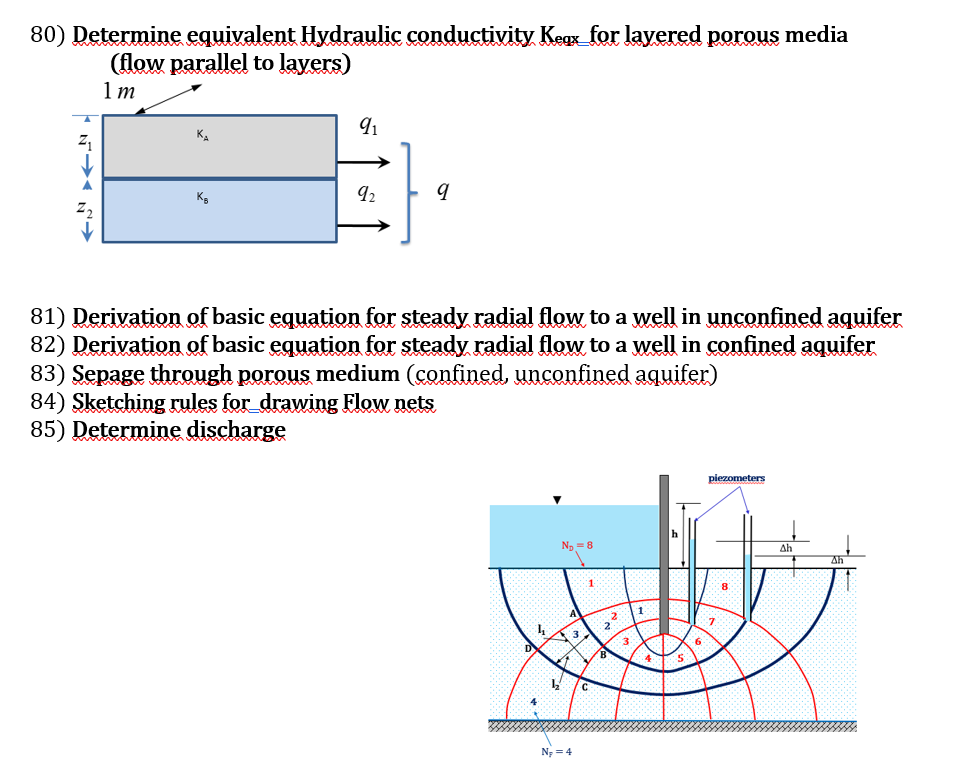 80) Determine equivalent Hydraulic conductivity Keqx for layered porous media
(flow parallel to layers)
1 m
z1
KA
q1
z2
KB
q2
q
81) Derivation of basic equation for steady radial flow to a well in unconfined aquifer
82) Derivation of basic equation for steady radial flow to a well in confined aquifer
83) Sepage through porous medium (confined, unconfined aquifer)
84) Sketching rules for drawing Flow nets
85) Determine discharge
piezometers
h
ND = 8
Δh
Δh
1
8
A
2
1
7
l1
3
2
3
6
D
B
4
5
l2
C
4
NF = 4